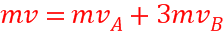 mv = mv_A + 3mv_B